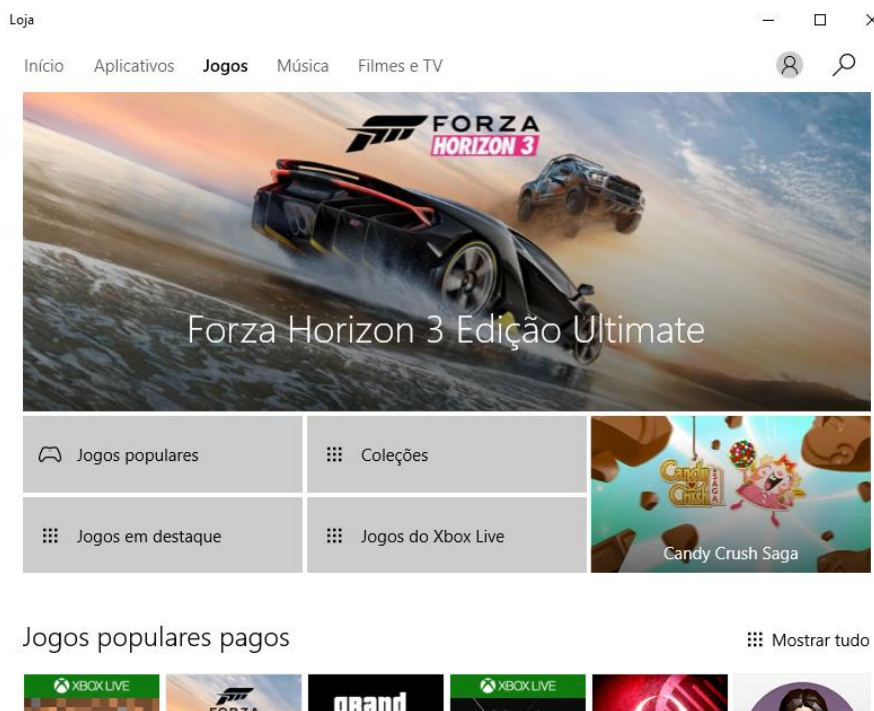 Loja
Início Aplicativos Jogos Música Filmes e TV
FORZA
HORIZON 3
Forza Horizon 3 Edição Ultimate
Jogos populares
Coleções
Candy
Crush
SAGA
Jogos em destaque
Jogos do Xbox Live
Candy Crush Saga
Jogos populares pagos
Mostrar tudo
XBOX LIVE
FORZA
grand
XBOX LIVE